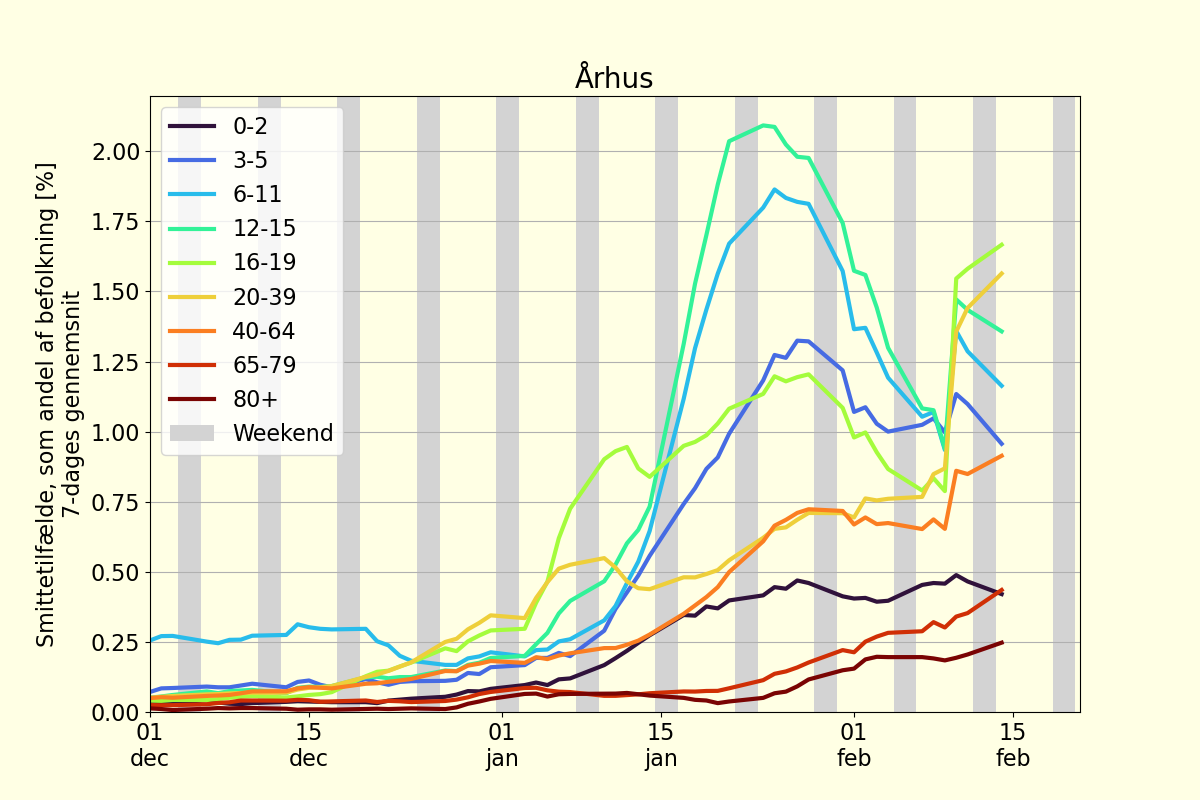 Århus
Smittetilfælde, som andel af befolkning [%]
7-dages gennemsnit
2.00
1.75
1.50
1.25
1.00
0.75
0.50
0.25
0.00
0-2
3-5
6-11
12-15
16-19
20-39
40-64
65-79
80+
Weekend
01
dec
15
dec
01
jan
15
jan
01
feb
15
feb